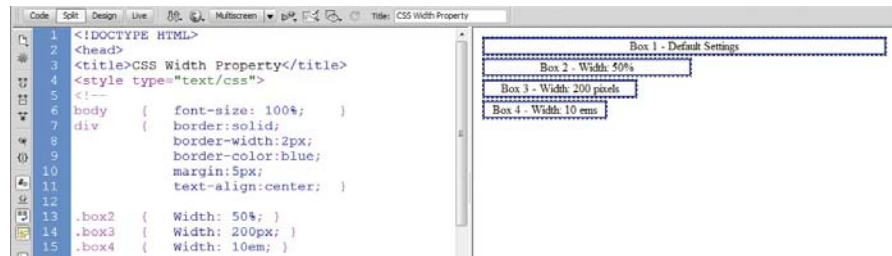 Code Split Design Live Multiscreen Title: CSS Width Property
1 <!DOCTYPE HTML>
2 <head>
3 <title>CSS Width Property</title>
4 <style type="text/css">
5 <!--
6 body { font-size: 100%; }
7 div { border:solid;
8 border-width:2px;
9 border-color:blue;
10 margin:5px;
11 text-align:center; }
12
13 .box2 { Width: 50%; }
14 .box3 { Width: 200px; }
15 .box4 { Width: 10em; }
Box 1 - Default Settings
Box 2 - Width: 50%
Box 3 - Width: 200 pixels
Box 4 - Width: 10 ems